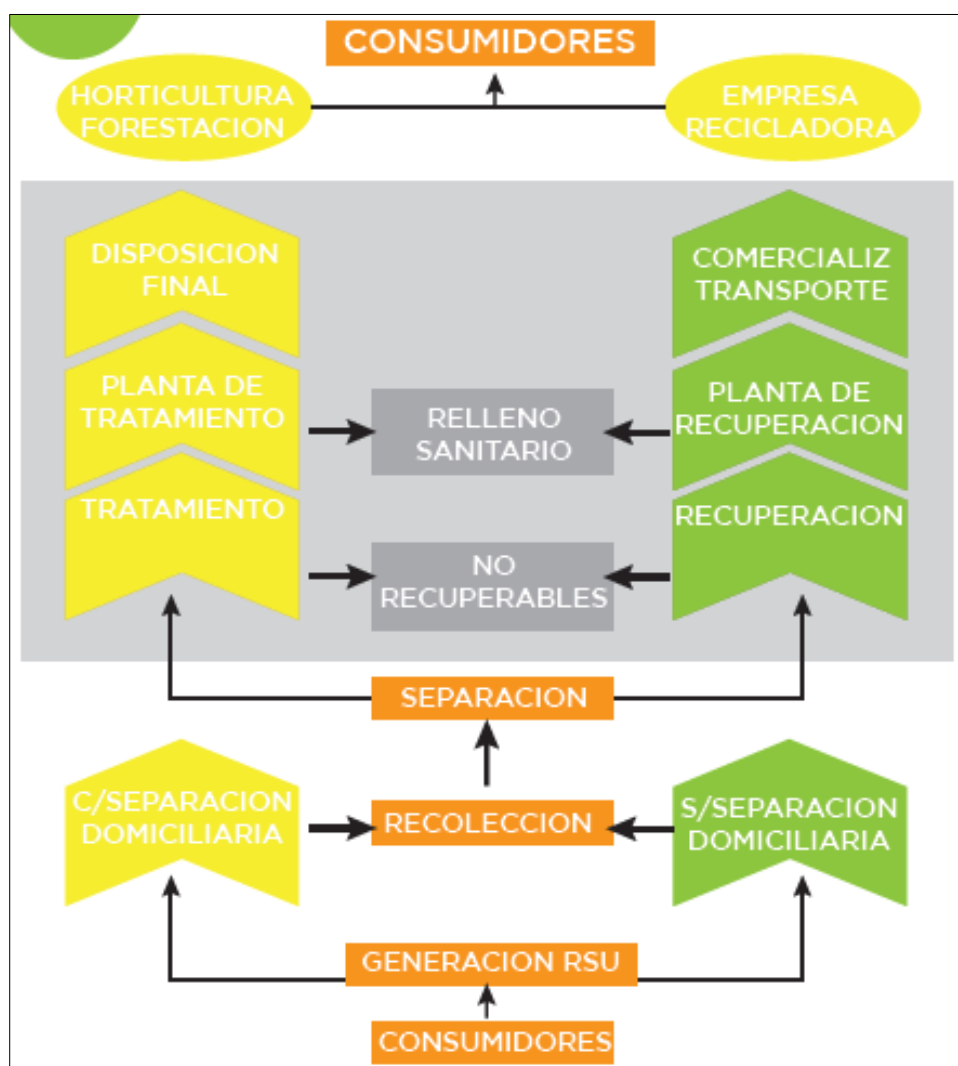 CONSUMIDORES
HORTICULTURA
FORESTACION
EMPRESA
RECICLADORA
DISPOSICION
FINAL
COMERCIALIZ
TRANSPORTE
PLANTA DE
TRATAMIENTO
RELLENO
SANITARIO
PLANTA DE
RECUPERACION
TRATAMIENTO
NO
RECUPERABLES
RECUPERACION
SEPARACION
C/SEPARACION
DOMICILIARIA
RECOLECCION
S/SEPARACION
DOMICILIARIA
GENERACION RSU
CONSUMIDORES